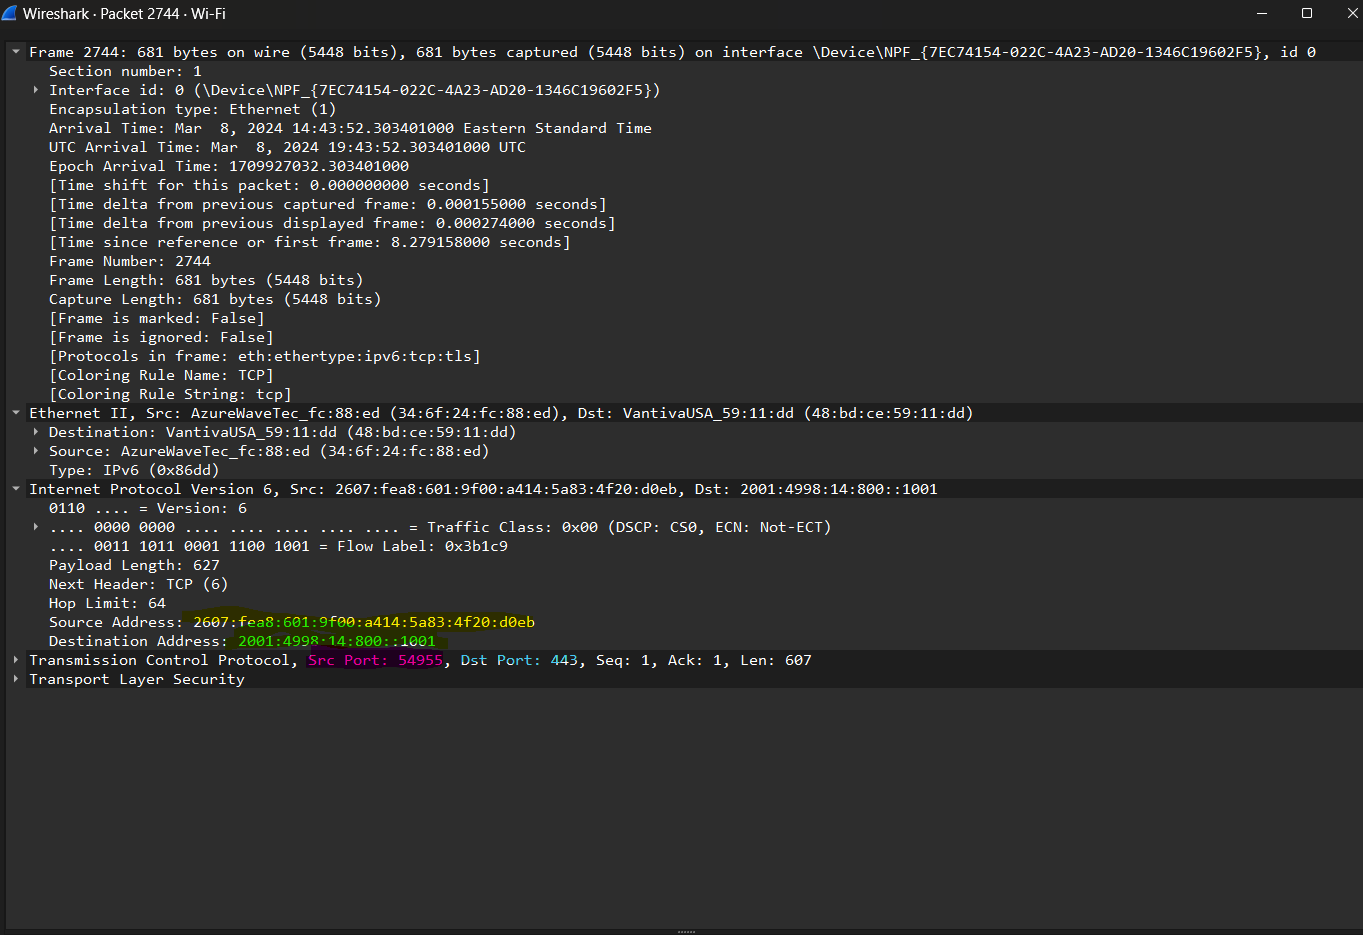 Wireshark · Packet 2744 · Wi-Fi
Frame 2744: 681 bytes on wire (5448 bits), 681 bytes captured (5448 bits) on interface \Device\NPF_{7EC74154-022C-4A23-AD20-1346C19602F5}, id 0
Section number: 1
Interface id: 0 (\Device\NPF_{7EC74154-022C-4A23-AD20-1346C19602F5})
Encapsulation type: Ethernet (1)
Arrival Time: Mar  8, 2024 14:43:52.303401000 Eastern Standard Time
UTC Arrival Time: Mar  8, 2024 19:43:52.303401000 UTC
Epoch Arrival Time: 1709927032.303401000
[Time shift for this packet: 0.000000000 seconds]
[Time delta from previous captured frame: 0.000155000 seconds]
[Time delta from previous displayed frame: 0.000274000 seconds]
[Time since reference or first frame: 8.279158000 seconds]
Frame Number: 2744
Frame Length: 681 bytes (5448 bits)
Capture Length: 681 bytes (5448 bits)
[Frame is marked: False]
[Frame is ignored: False]
[Protocols in frame: eth:ethertype:ipv6:tcp:tls]
[Coloring Rule Name: TCP]
[Coloring Rule String: tcp]
Ethernet II, Src: AzureWaveTec_fc:88:ed (34:6f:24:fc:88:ed), Dst: VantivaUSA_59:11:dd (48:bd:ce:59:11:dd)
Destination: VantivaUSA_59:11:dd (48:bd:ce:59:11:dd)
Source: AzureWaveTec_fc:88:ed (34:6f:24:fc:88:ed)
Type: IPv6 (0x86dd)
Internet Protocol Version 6, Src: 2607:fea8:601:9f00:a414:5a83:4f20:d0eb, Dst: 2001:4998:14:800::1001
0110 .... = Version: 6
.... 0000 0000 .... .... .... .... .... = Traffic Class: 0x00 (DSCP: CS0, ECN: Not-ECT)
.... 0011 1011 0001 1100 1001 = Flow Label: 0x3b1c9
Payload Length: 627
Next Header: TCP (6)
Hop Limit: 64
Source Address: 2607:fea8:601:9f00:a414:5a83:4f20:d0eb
Destination Address: 2001:4998:14:800::1001
Transmission Control Protocol, Src Port: 54955, Dst Port: 443, Seq: 1, Ack: 1, Len: 607
Transport Layer Security